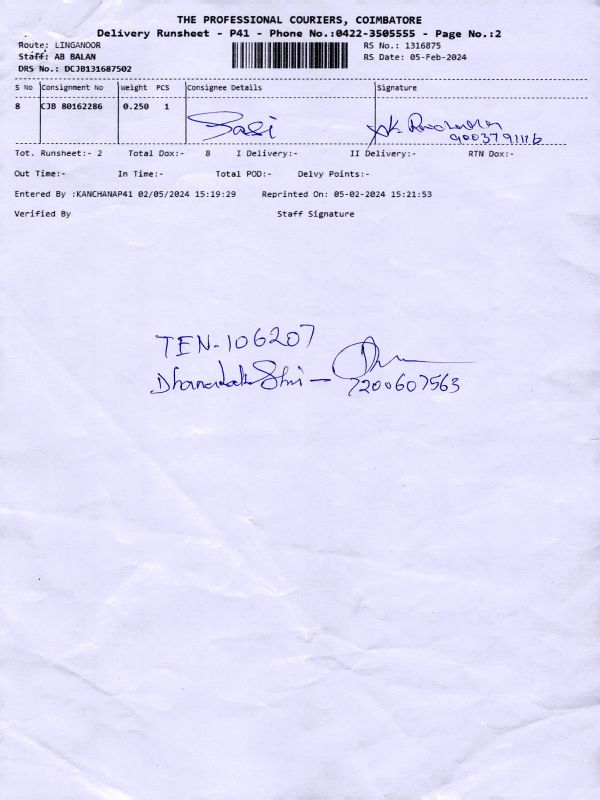 THE PROFESSIONAL COURIERS, COIMBATORE
Delivery Runsheet - P41 - Phone No.:0422-3505555 - Page No.:2
Route: LINGANOOR RS No.: 1316875
Staff: AB BALAN RS Date: 05-Feb-2024
DRS No.: DCJB131687502
S No Consignment No Weight PCS Consignee Details Signature
8 CJB 80162286 0.250 1
Sasi
9003791116
Tot. Runsheet:- 2 Total Dox:- 8 I Delivery:- II Delivery:- RTN Dox:-
Out Time:- In Time:- Total POD:- Delvy Points:-
Entered By :KANCHANAP41 02/05/2024 15:19:29 Reprinted On: 05-02-2024 15:21:53
Verified By Staff Signature
TEN-106207
7200607563